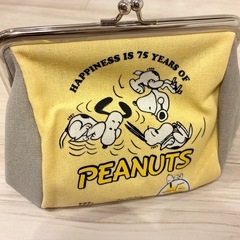 HAPPINESS IS 75 YEARS OF
PEANUTS